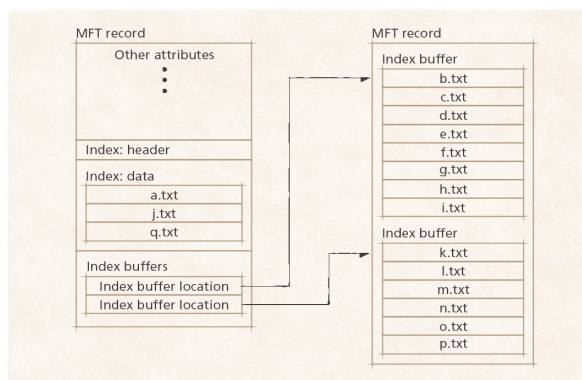 MFT record
Other attributes
Index: header
Index: data
a.txt
j.txt
q.txt
Index buffers
Index buffer location
Index buffer location
MFT record
Index buffer
b.txt
c.txt
d.txt
e.txt
f.txt
g.txt
h.txt
i.txt
Index buffer
k.txt
l.txt
m.txt
n.txt
o.txt
p.txt